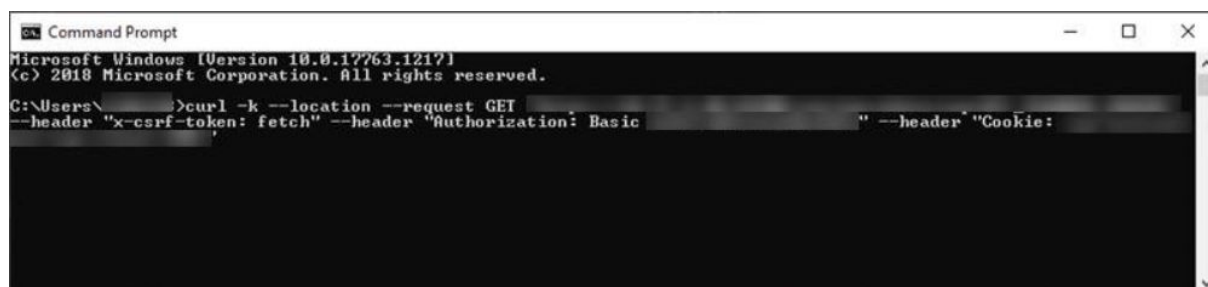 Command Prompt
Microsoft Windows [Version 10.0.17763.1217]
(c) 2018 Microsoft Corporation. All rights reserved.
C:\Users\ >curl -k --location --request GET
--header "x-csrf-token: fetch" --header "Authorization: Basic " --header "Cookie: